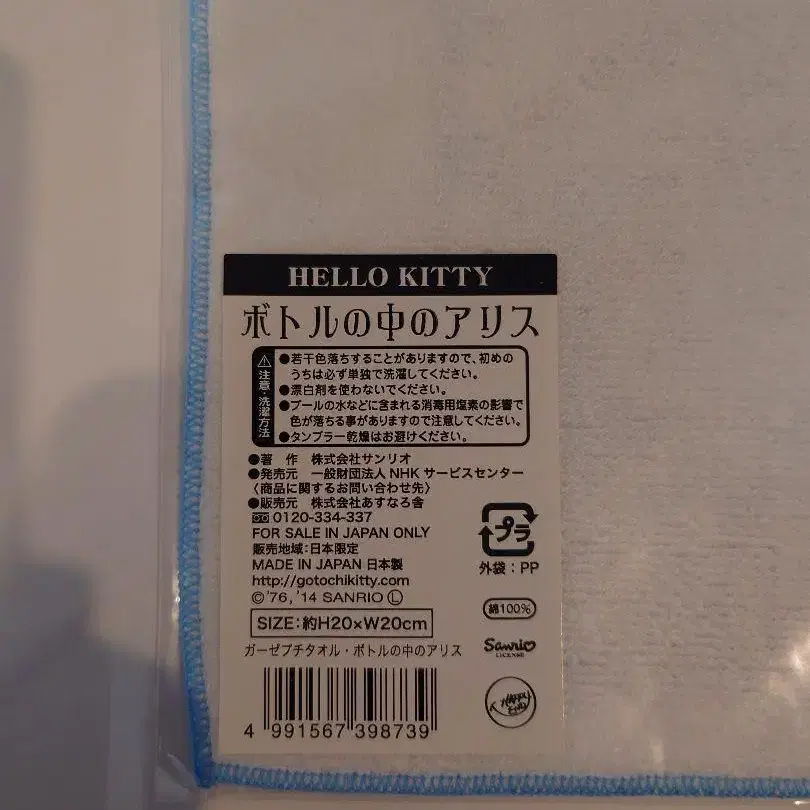 HELLO KITTY
ボトルの中のアリス
⚠注意・洗濯方法
●若干色落ちすることがありますので、初めの
うちは必ず単独で洗濯してください。
●漂白剤を使わないでください。
●プールの水などに含まれる消毒用塩素の影響で
色が落ちる事がありますので注意してください。
●タンブラー乾燥はお避けください。
●著 作 株式会社サンリオ
●発売元 一般財団法人NHKサービスセンター
〈商品に関するお問い合わせ先〉
●販売元 株式会社あすなろ舎
0120-334-337
FOR SALE IN JAPAN ONLY
販売地域:日本限定
MADE IN JAPAN 日本製
http://gotochikitty.com
©'76, '14 SANRIO Ⓛ
SIZE:約H20×W20cm
ガーゼプチタオル・ボトルの中のアリス
4 991567 398739
プラ
外袋:PP
綿100%
Sanrio
LICENSE
HAPPY
END